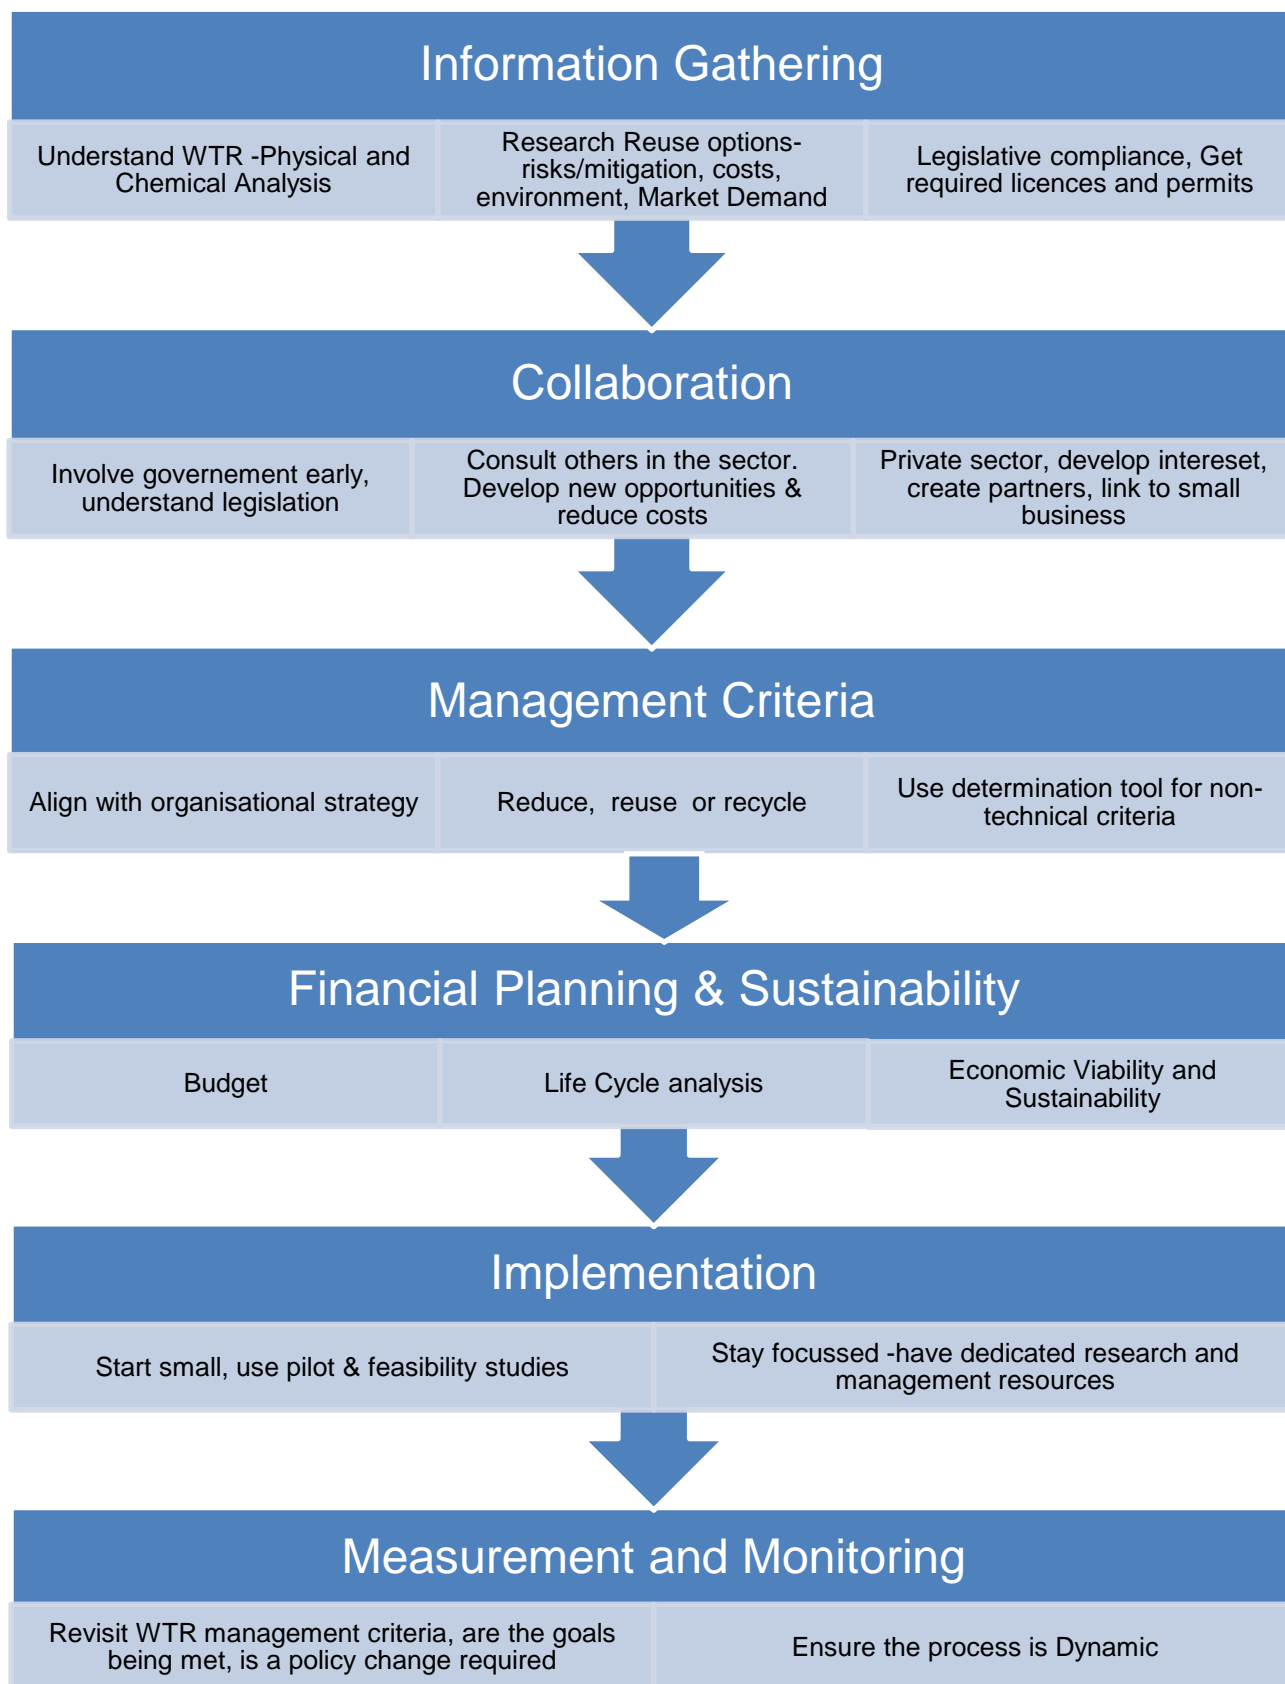 Information Gathering
Understand WTR -Physical and
Chemical Analysis
Research Reuse options-
risks/mitigation, costs,
environment, Market Demand
Legislative compliance, Get
required licences and permits
Collaboration
Involve governement early,
understand legislation
Consult others in the sector.
Develop new opportunities &
reduce costs
Private sector, develop intereset,
create partners, link to small
business
Management Criteria
Align with organisational strategy
Reduce, reuse or recycle
Use determination tool for non-
technical criteria
Financial Planning & Sustainability
Budget
Life Cycle analysis
Economic Viability and
Sustainability
Implementation
Start small, use pilot & feasibility studies
Stay focussed -have dedicated research and
management resources
Measurement and Monitoring
Revisit WTR management criteria, are the goals
being met, is a policy change required
Ensure the process is Dynamic